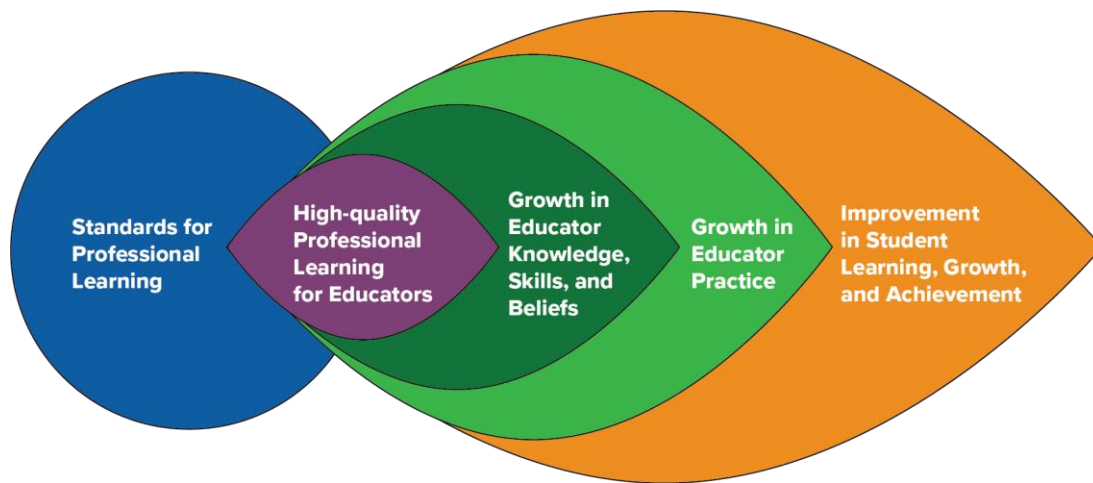 Standards for
Professional
Learning
High-quality
Professional
Learning
for Educators
Growth in
Educator
Knowledge,
Skills, and
Beliefs
Growth in
Educator
Practice
Improvement
in Student
Learning, Growth,
and Achievement